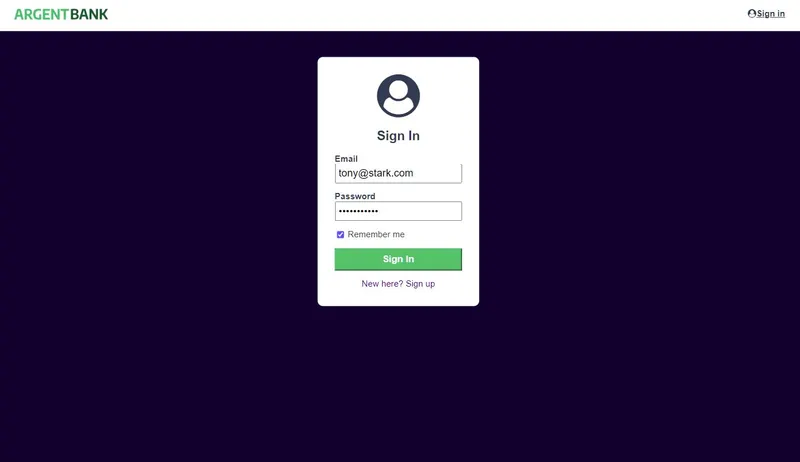 ARGENTBANK
Sign in
Sign In
Email
tony@stark.com
Password
•••••••••••
Remember me
Sign In
New here? Sign up